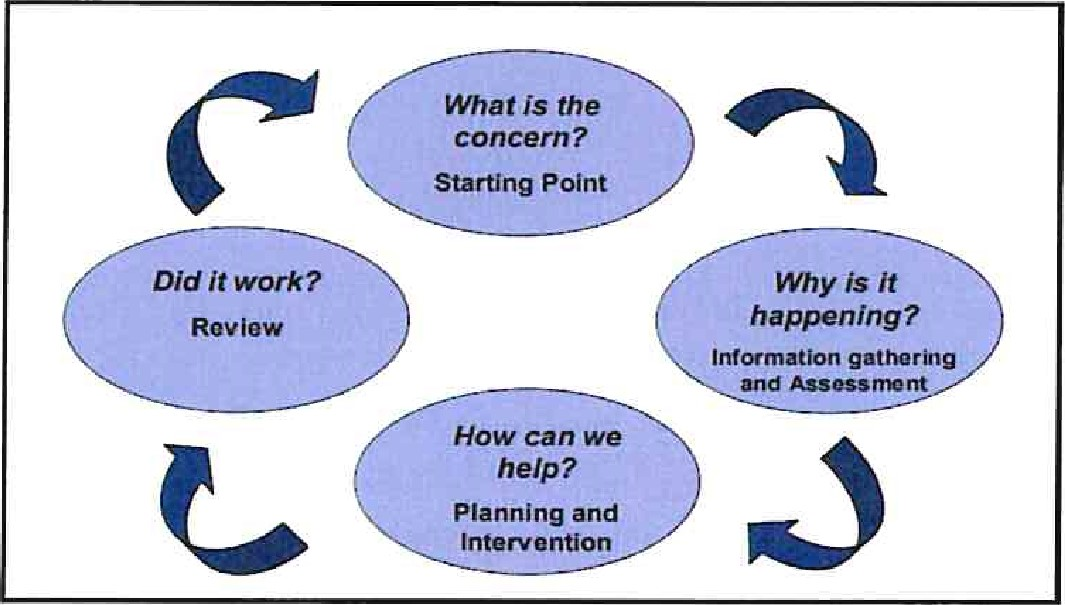 What is the
concern?
Starting Point
Why is it
happening?
Information gathering
and Assessment
How can we
help?
Planning and
Intervention
Did it work?
Review